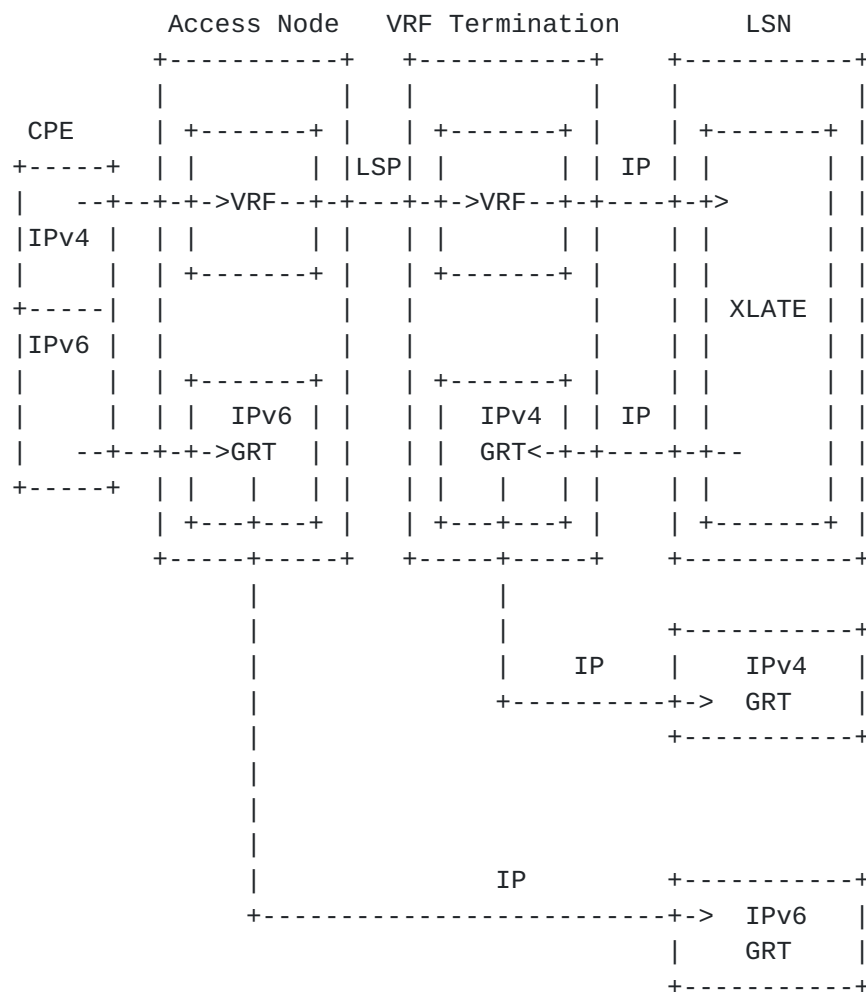 Access Node VRF Termination LSN
CPE
LSP IP
-->VRF-- ->VRF-- >
IPv4
XLATE
IPv6
IPv6 IPv4 IP
->GRT GRT<-
IP IPv4
-> GRT
IP
-> IPv6
GRT